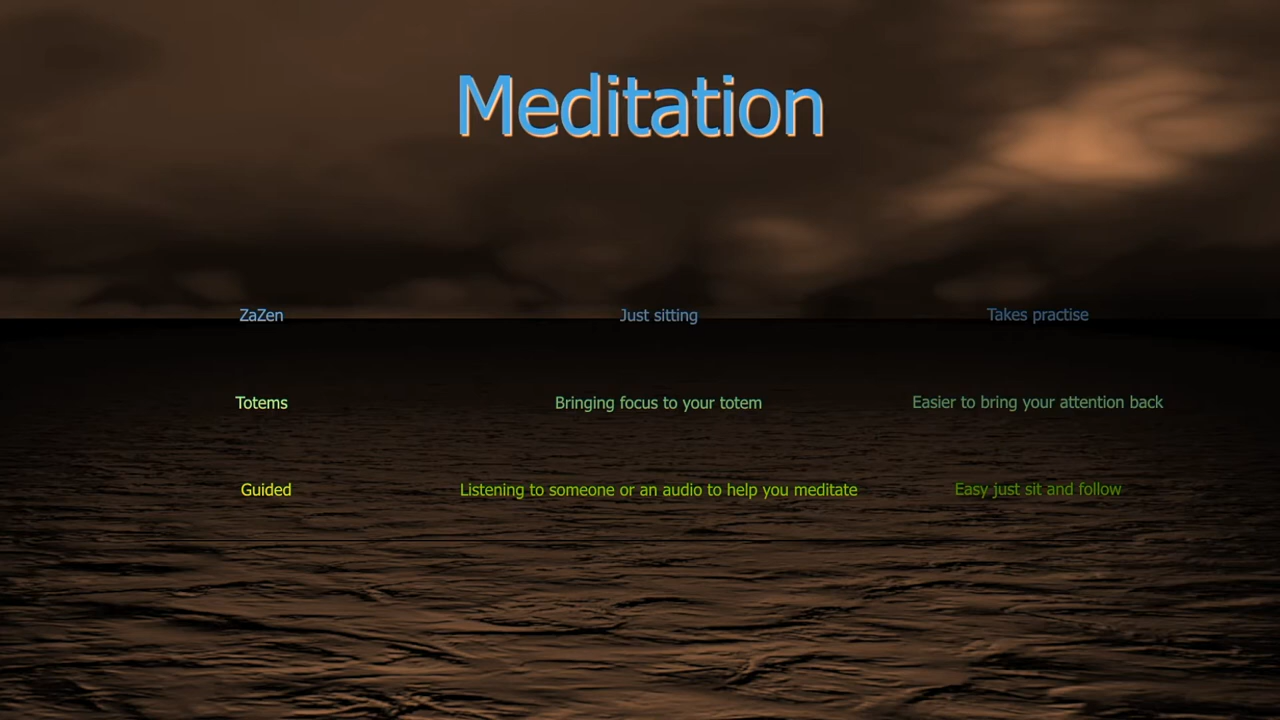 Meditation
ZaZen Just sitting Takes practise
Totems Bringing focus to your totem Easier to bring your attention back
Guided Listening to someone or an audio to help you meditate Easy just sit and follow